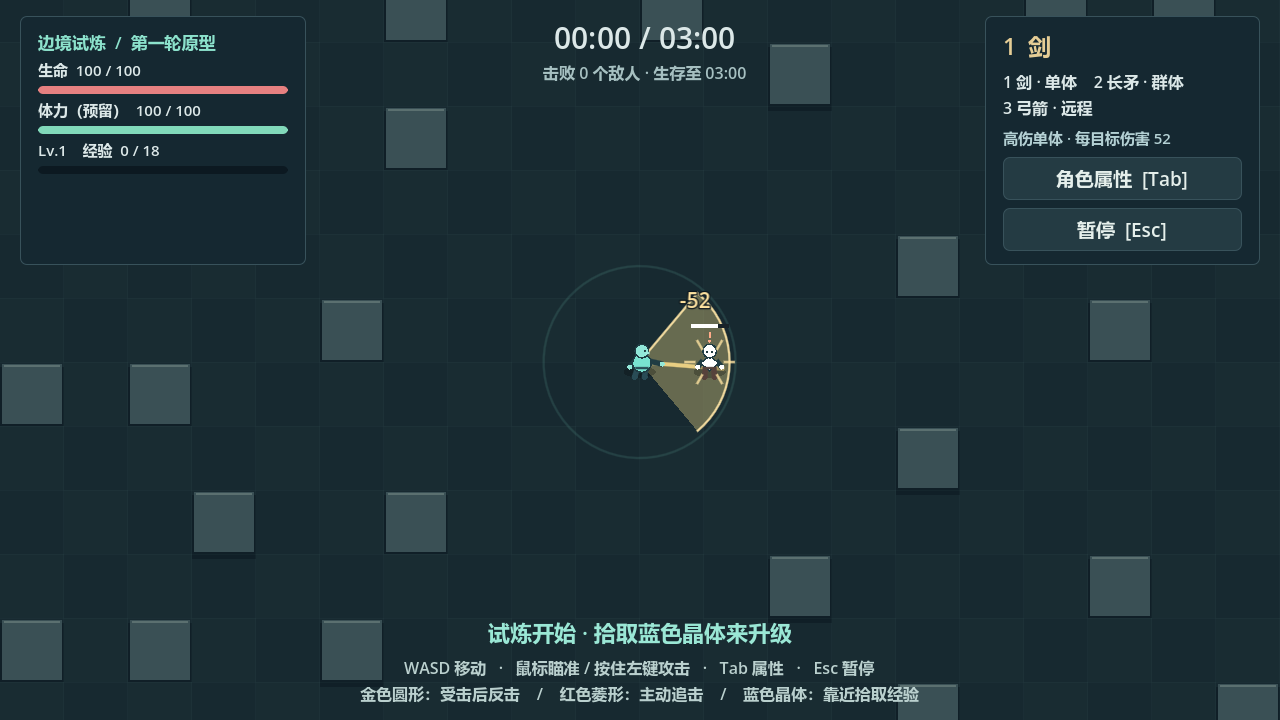 边境试炼 / 第一轮原型
生命 100 / 100
体力（预留） 100 / 100
Lv.1 经验 0 / 18
00:00 / 03:00
击败 0 个敌人 · 生存至 03:00
1 剑
1 剑 · 单体 2 长矛 · 群体
3 弓箭 · 远程
高伤单体 · 每目标伤害 52
角色属性 [Tab]
暂停 [Esc]
-52
试炼开始 · 拾取蓝色晶体来升级
WASD 移动 · 鼠标瞄准 / 按住左键攻击 · Tab 属性 · Esc 暂停
金色圆形：受击后反击 / 红色菱形：主动追击 / 蓝色晶体：靠近拾取经验